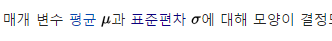 매개 변수 평균 μ과 표준편차 σ에 대해 모양이 결정